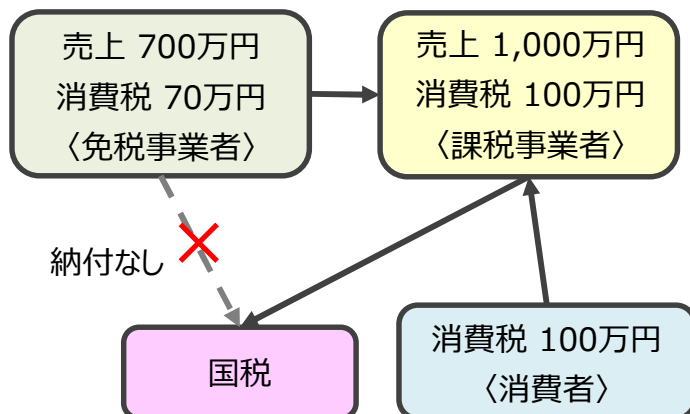 売上 700万円
消費税 70万円
〈免税事業者〉
売上 1,000万円
消費税 100万円
〈課税事業者〉
納付なし
国税
消費税 100万円
〈消費者〉